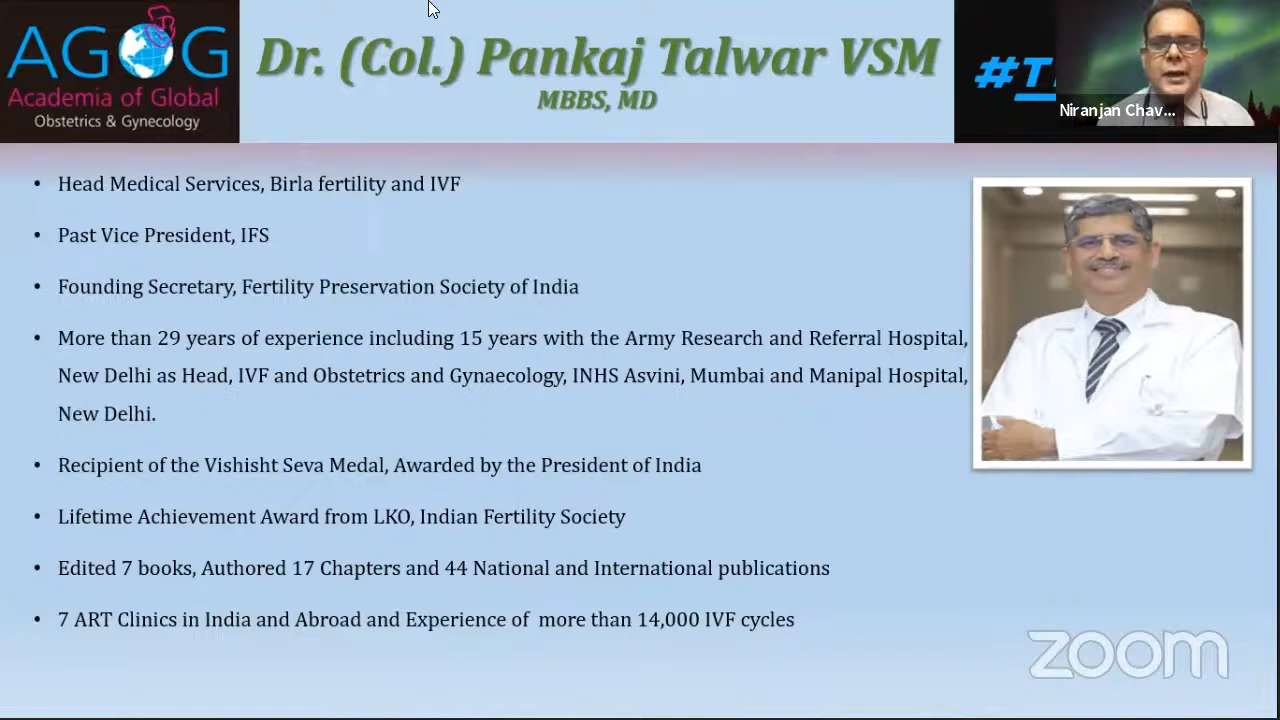 AGOG
Academia of Global
Obstetrics & Gynecology
Dr. (Col.) Pankaj Talwar VSM
MBBS, MD
#T
Niranjan Chav...
• Head Medical Services, Birla fertility and IVF
• Past Vice President, IFS
• Founding Secretary, Fertility Preservation Society of India
• More than 29 years of experience including 15 years with the Army Research and Referral Hospital,
New Delhi as Head, IVF and Obstetrics and Gynaecology, INHS Asvini, Mumbai and Manipal Hospital,
New Delhi.
• Recipient of the Vishisht Seva Medal, Awarded by the President of India
• Lifetime Achievement Award from LKO, Indian Fertility Society
• Edited 7 books, Authored 17 Chapters and 44 National and International publications
• 7 ART Clinics in India and Abroad and Experience of  more than 14,000 IVF cycles
zoom